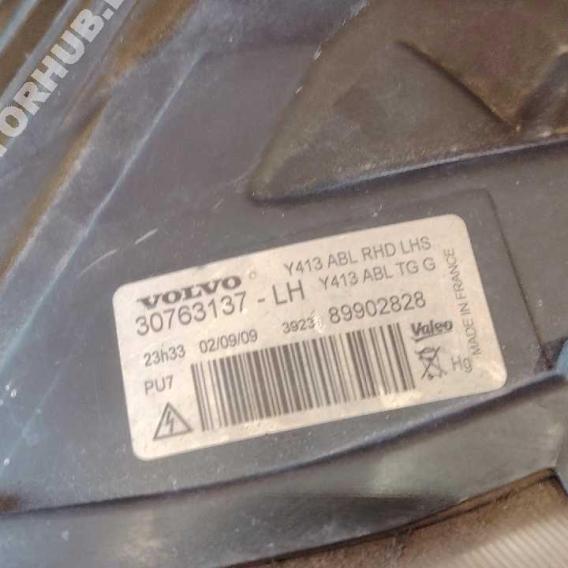 TORHUB.
VOLVO
Y413 ABL RHD LHS
30763137 - LH Y413 ABL TG G
23h33 02/09/09 3923 89902828
PU7
Valeo
Hg
MADE IN FRANCE